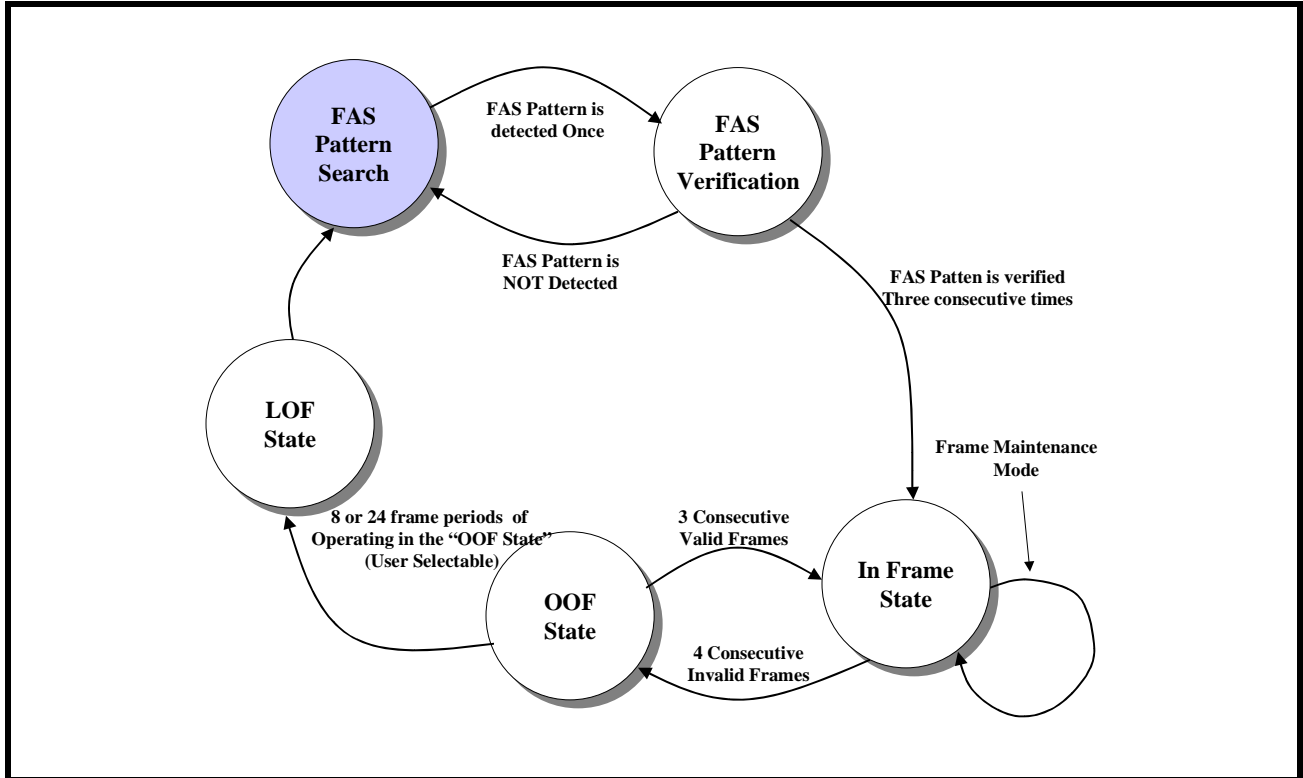 FAS
Pattern
Search
FAS Pattern is
detected Once
FAS
Pattern
Verification
FAS Pattern is
NOT Detected
FAS Patten is verified
Three consecutive times
LOF
State
Frame Maintenance
Mode
8 or 24 frame periods of
Operating in the “OOF State”
(User Selectable)
3 Consecutive
Valid Frames
In Frame
State
OOF
State
4 Consecutive
Invalid Frames